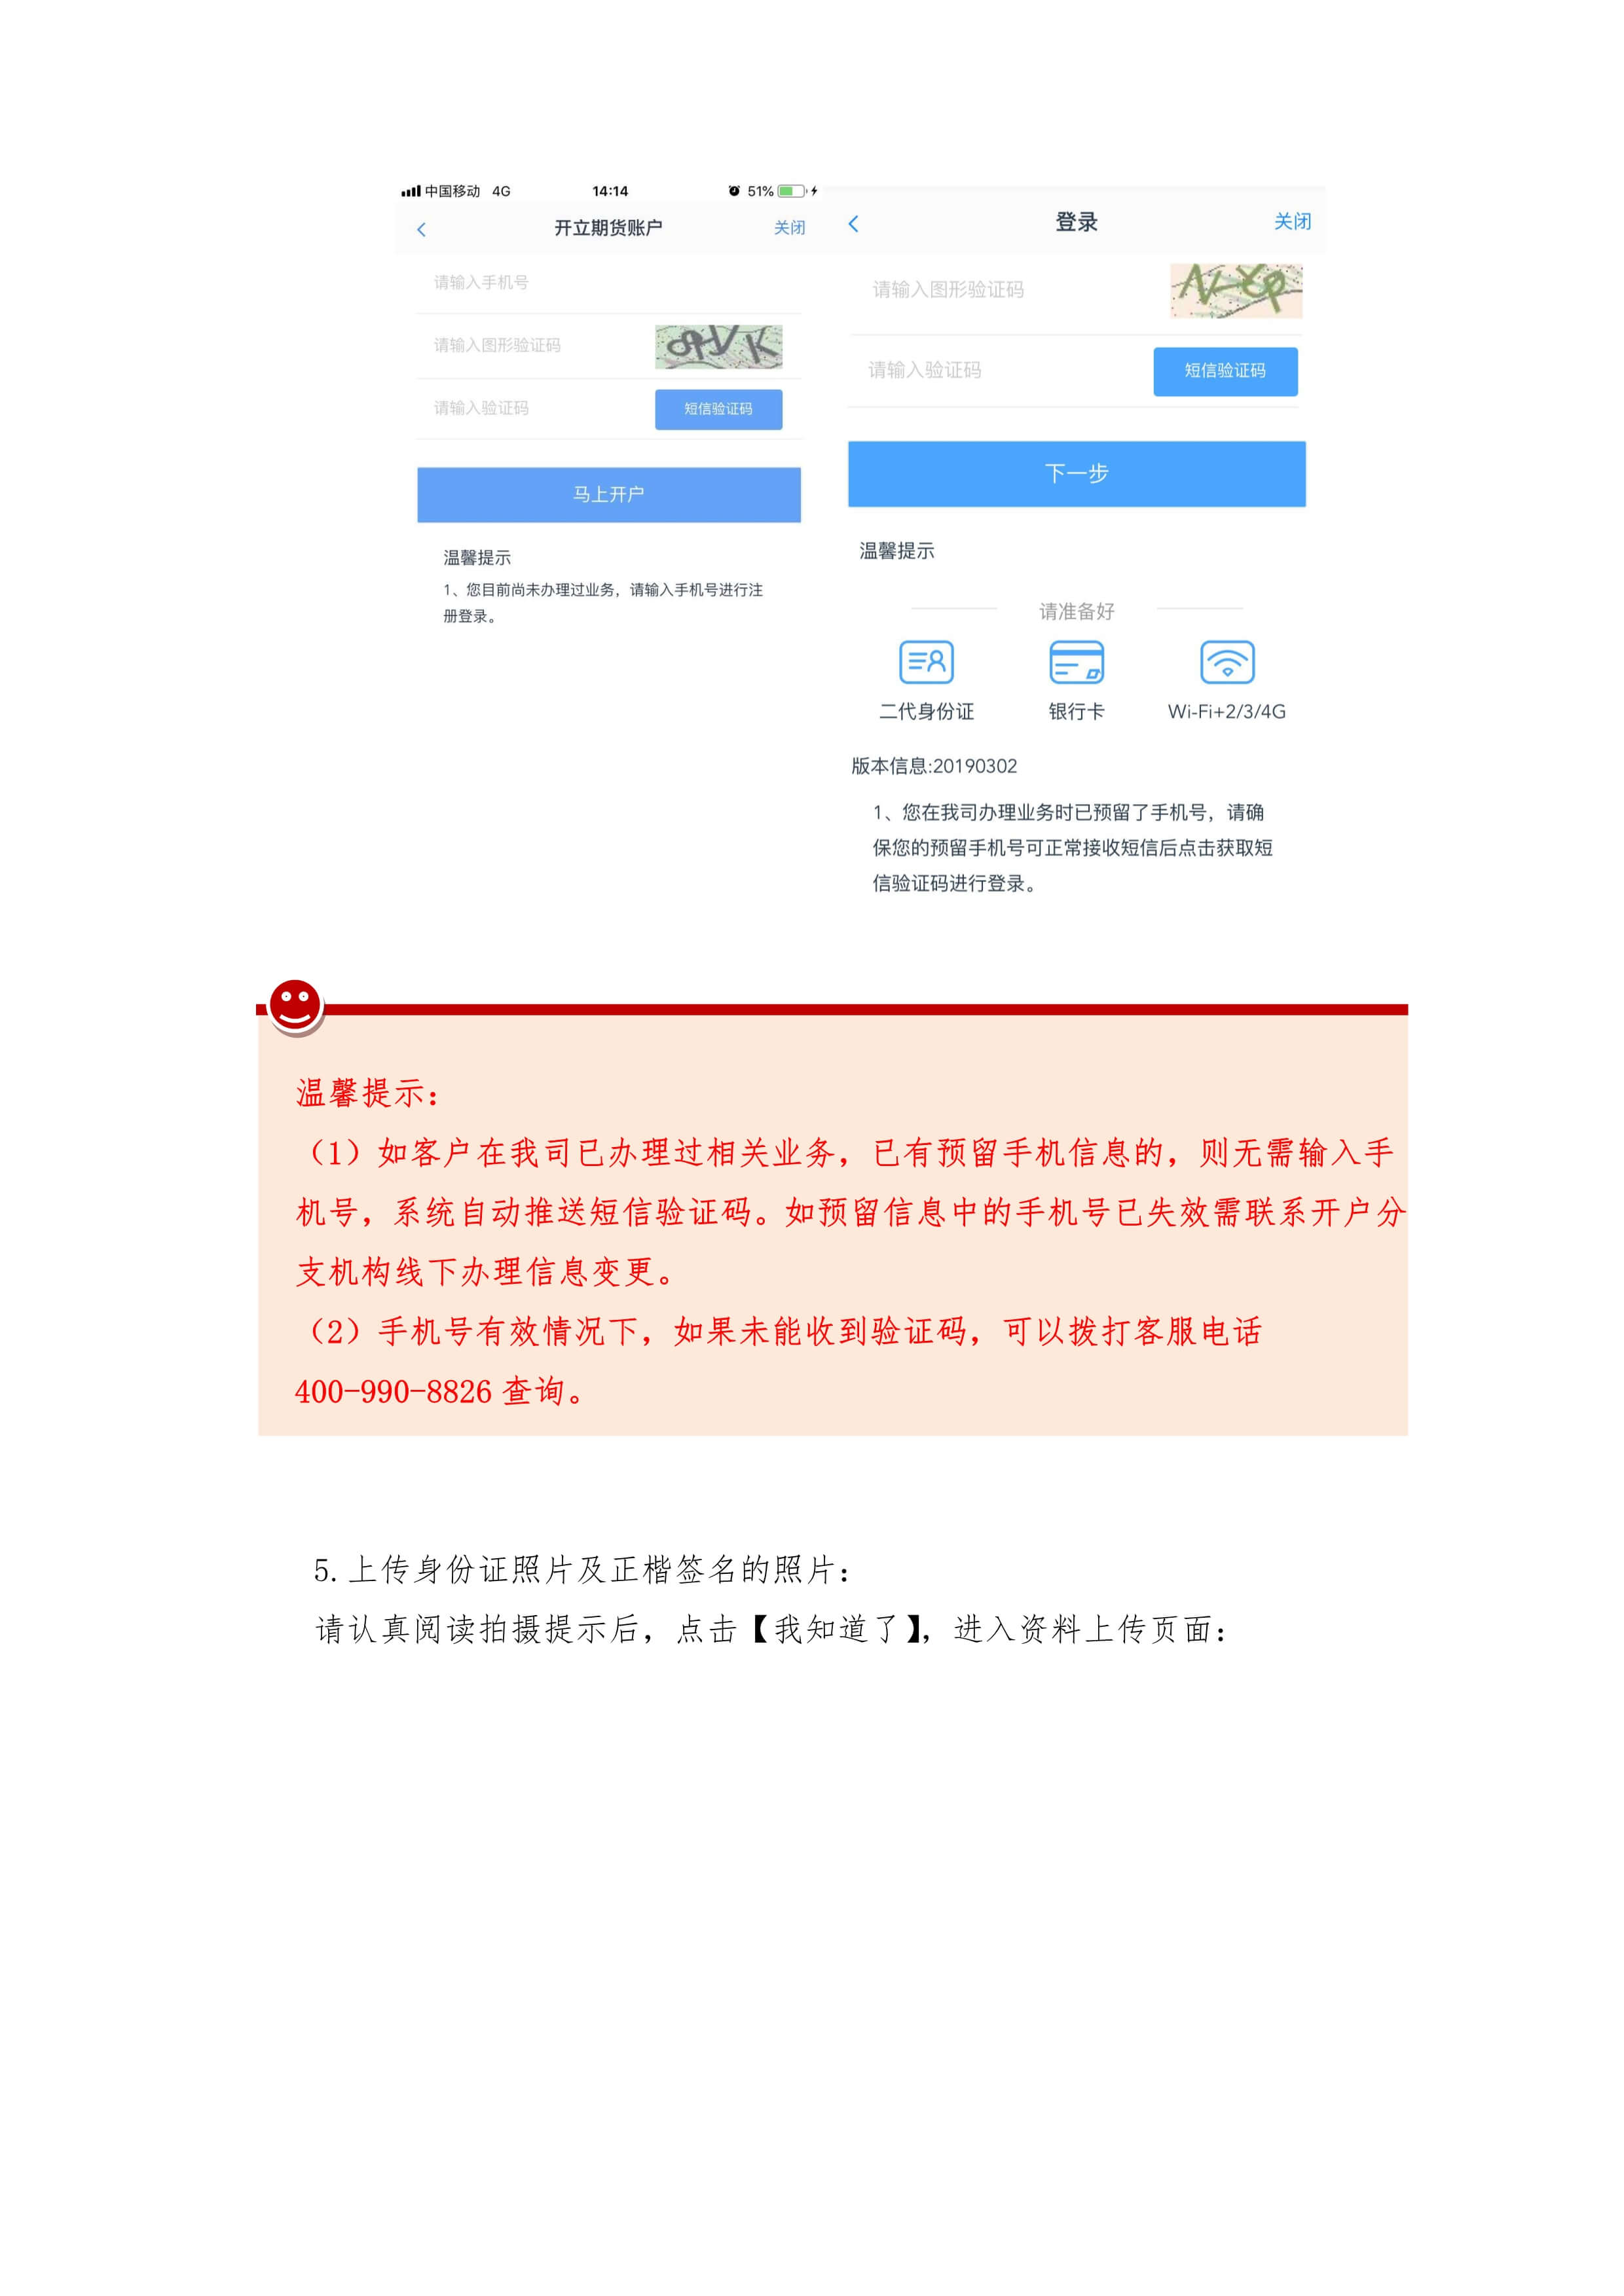 中国移动 4G 14:14 51%
开立期货账户 关闭
请输入手机号
请输入图形验证码
请输入验证码 短信验证码
马上开户
温馨提示
1、您目前尚未办理过业务，请输入手机号进行注
册登录。
登录 关闭
请输入图形验证码
请输入验证码 短信验证码
下一步
温馨提示
请准备好
二代身份证 银行卡 Wi-Fi+2/3/4G
版本信息:20190302
1、您在我司办理业务时已预留了手机号，请确
保您的预留手机号可正常接收短信后点击获取短
信验证码进行登录。
温馨提示：
（1）如客户在我司已办理过相关业务，已有预留手机信息的，则无需输入手
机号，系统自动推送短信验证码。如预留信息中的手机号已失效需联系开户分
支机构线下办理信息变更。
（2）手机号有效情况下，如果未能收到验证码，可以拨打客服电话
400-990-8826 查询。
5.上传身份证照片及正楷签名的照片：
请认真阅读拍摄提示后，点击【我知道了】，进入资料上传页面：